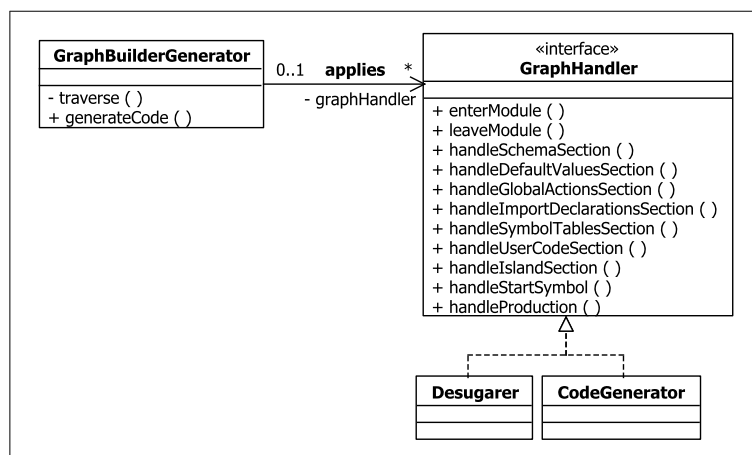 GraphBuilderGenerator
- traverse ( )
+ generateCode ( )
0..1 applies *
- graphHandler
«interface»
GraphHandler
+ enterModule ( )
+ leaveModule ( )
+ handleSchemaSection ( )
+ handleDefaultValuesSection ( )
+ handleGlobalActionsSection ( )
+ handleImportDeclarationsSection ( )
+ handleSymbolTablesSection ( )
+ handleUserCodeSection ( )
+ handleIslandSection ( )
+ handleStartSymbol ( )
+ handleProduction ( )
Desugarer
CodeGenerator